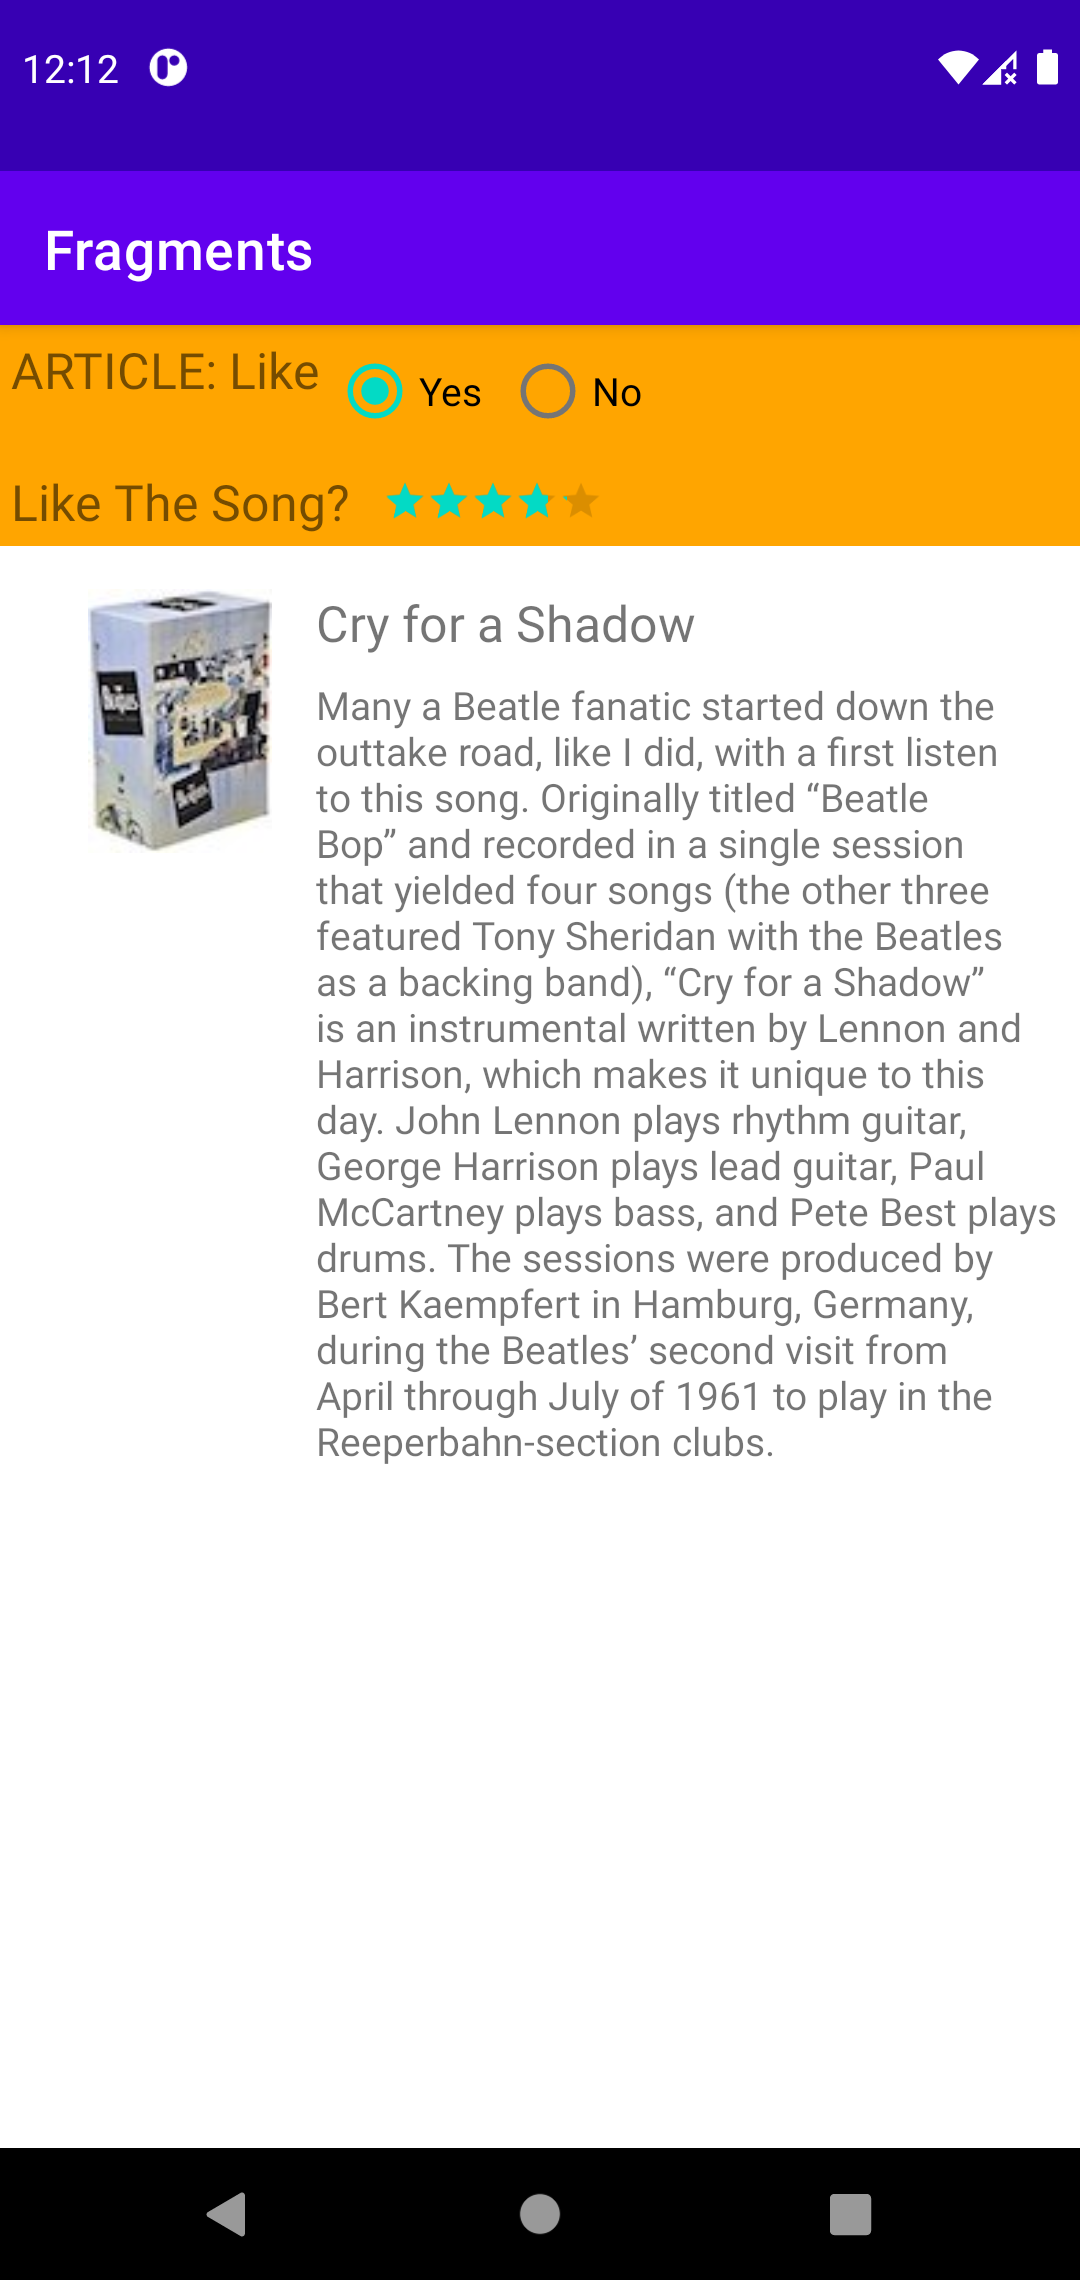 12:12
Fragments
ARTICLE: Like Yes No
Like The Song?
Cry for a Shadow
Many a Beatle fanatic started down the
outtake road, like I did, with a first listen
to this song. Originally titled “Beatle
Bop” and recorded in a single session
that yielded four songs (the other three
featured Tony Sheridan with the Beatles
as a backing band), “Cry for a Shadow”
is an instrumental written by Lennon and
Harrison, which makes it unique to this
day. John Lennon plays rhythm guitar,
George Harrison plays lead guitar, Paul
McCartney plays bass, and Pete Best plays
drums. The sessions were produced by
Bert Kaempfert in Hamburg, Germany,
during the Beatles’ second visit from
April through July of 1961 to play in the
Reeperbahn-section clubs.